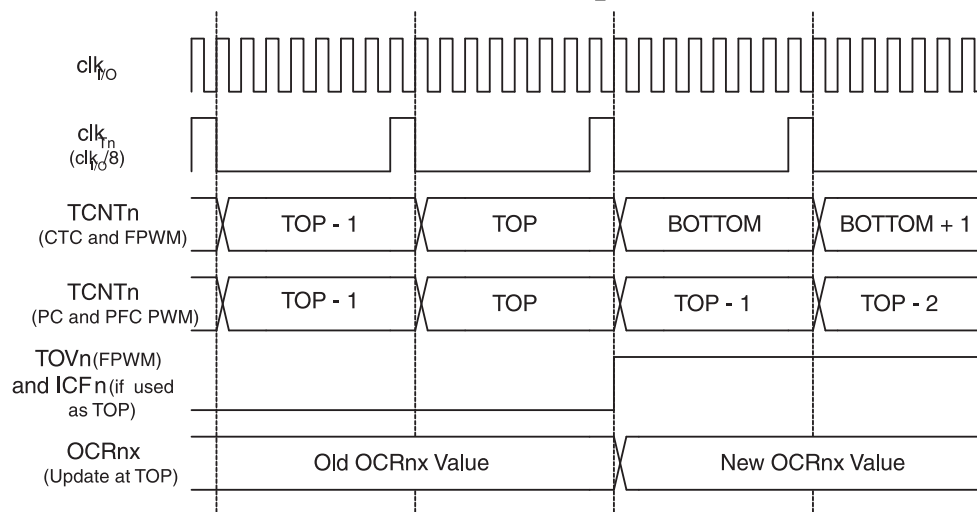 clkI/O
clkTn
(clkI/O/8)
TCNTn
(CTC and FPWM)
TOP - 1
TOP
BOTTOM
BOTTOM + 1
TCNTn
(PC and PFC PWM)
TOP - 1
TOP
TOP - 1
TOP - 2
TOVn(FPWM)
and ICFn(if used
as TOP)
OCRnx
(Update at TOP)
Old OCRnx Value
New OCRnx Value